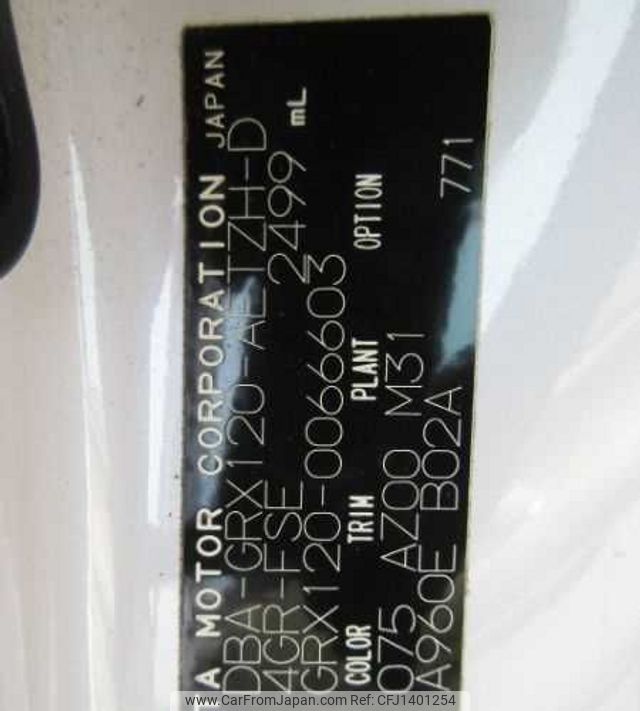 TA MOTOR CORPORATION JAPAN
DBA-GRX120-AETZH-D
4GR-FSE 2499 mL
GRX120-0066603
COLOR TRIM PLANT OPTION
075 AZ00 M31
A960E B02A 771
www.CarFromJapan.com CFJ1401254